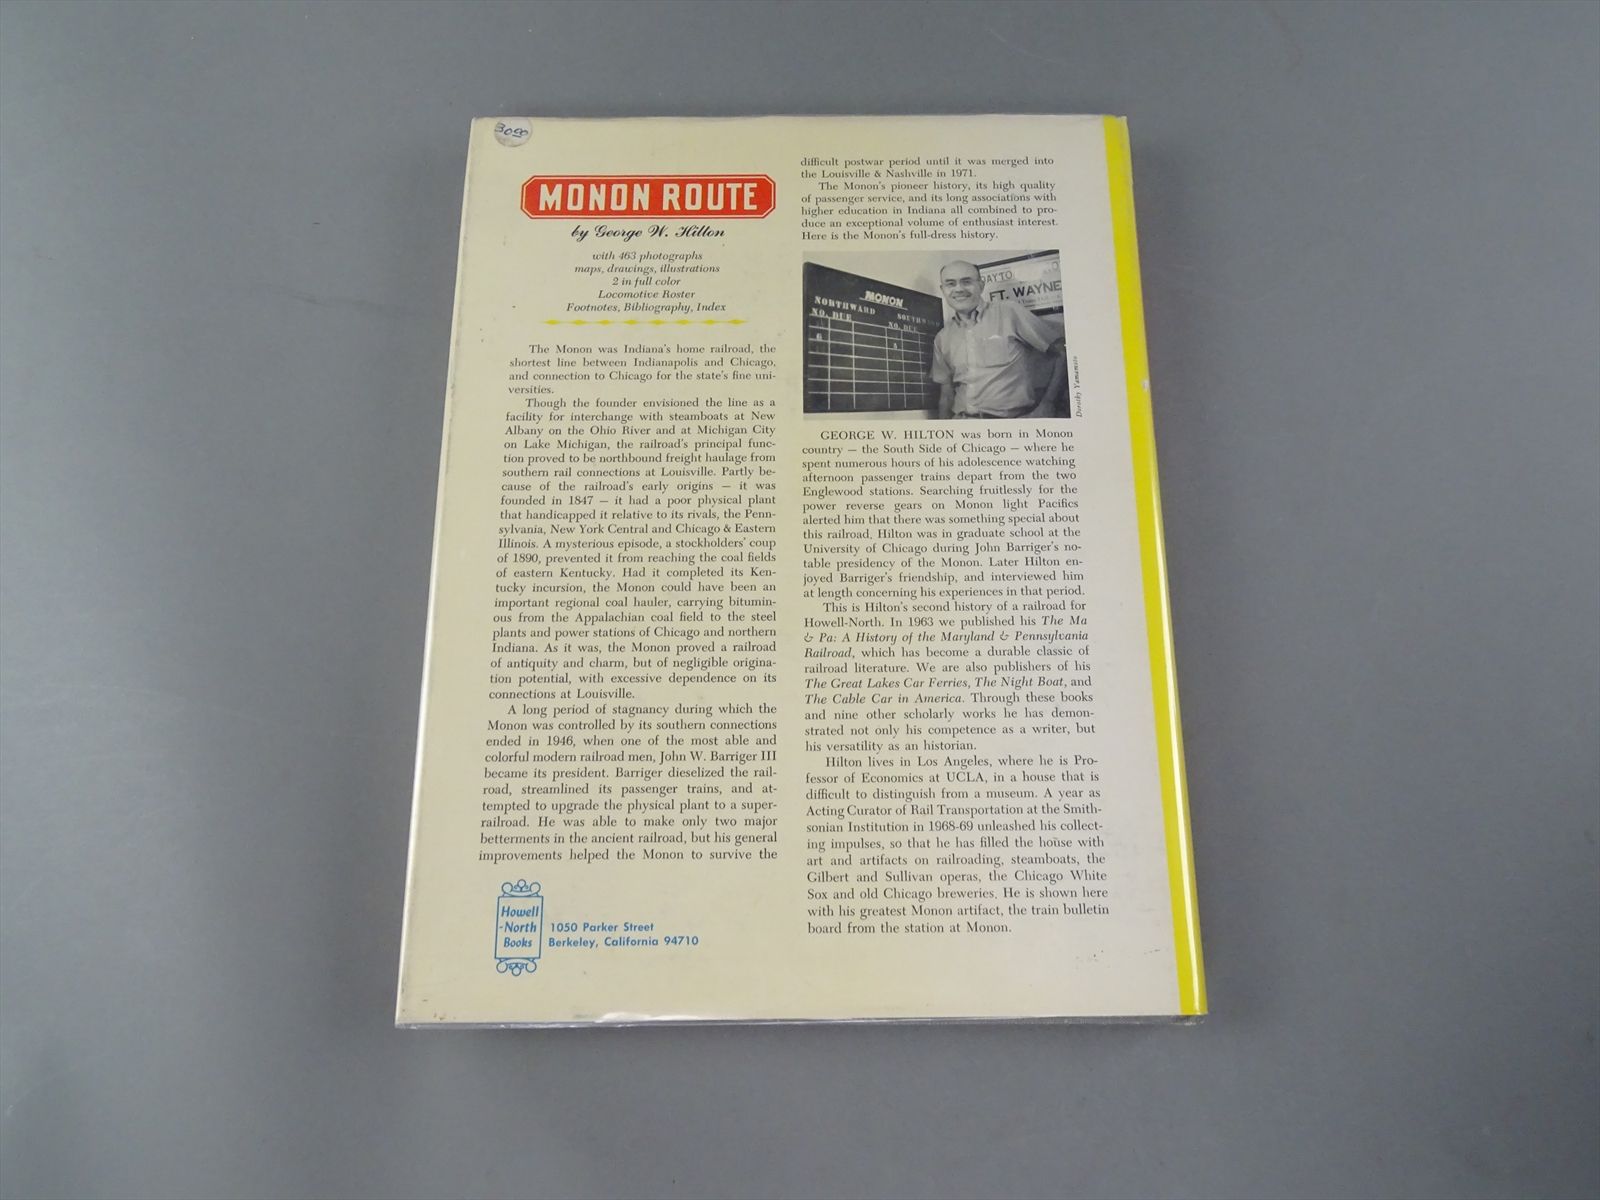 30.00
MONON ROUTE
by George W. Hilton
with 463 photographs
maps, drawings, illustrations
2 in full color
Locomotive Roster
Footnotes, Bibliography, Index
The Monon was Indiana's home railroad, the
shortest line between Indianapolis and Chicago,
and connection to Chicago for the state's fine uni-
versities.
Though the founder envisioned the line as a
facility for interchange with steamboats at New
Albany on the Ohio River and at Michigan City
on Lake Michigan, the railroad's principal func-
tion proved to be northbound freight haulage from
southern rail connections at Louisville. Partly be-
cause of the railroad's early origins — it was
founded in 1847 — it had a poor physical plant
that handicapped it relative to its rivals, the Penn-
sylvania, New York Central and Chicago & Eastern
Illinois. A mysterious episode, a stockholders' coup
of 1890, prevented it from reaching the coal fields
of eastern Kentucky. Had it completed its Ken-
tucky incursion, the Monon could have been an
important regional coal hauler, carrying bitumin-
ous from the Appalachian coal field to the steel
plants and power stations of Chicago and northern
Indiana. As it was, the Monon proved a railroad
of antiquity and charm, but of negligible origina-
tion potential, with excessive dependence on its
connections at Louisville.
A long period of stagnancy during which the
Monon was controlled by its southern connections
ended in 1946, when one of the most able and
colorful modern railroad men, John W. Barriger III
became its president. Barriger dieselized the rail-
road, streamlined its passenger trains, and at-
tempted to upgrade the physical plant to a super-
railroad. He was able to make only two major
betterments in the ancient railroad, but his general
improvements helped the Monon to survive the
Howell
-North
Books
1050 Parker Street
Berkeley, California 94710
difficult postwar period until it was merged into
the Louisville & Nashville in 1971.
The Monon's pioneer history, its high quality
of passenger service, and its long associations with
higher education in Indiana all combined to pro-
duce an exceptional volume of enthusiast interest.
Here is the Monon's full-dress history.
MONON
NORTHWARD SOUTHWARD
NO. DUE NO. DUE
6 5
DAYTO
FT. WAYNE
Dorothy Yamamoto
GEORGE W. HILTON was born in Monon
country — the South Side of Chicago — where he
spent numerous hours of his adolescence watching
afternoon passenger trains depart from the two
Englewood stations. Searching fruitlessly for the
power reverse gears on Monon light Pacifics
alerted him that there was something special about
this railroad. Hilton was in graduate school at the
University of Chicago during John Barriger's no-
table presidency of the Monon. Later Hilton en-
joyed Barriger's friendship, and interviewed him
at length concerning his experiences in that period.
This is Hilton's second history of a railroad for
Howell-North. In 1963 we published his The Ma
& Pa: A History of the Maryland & Pennsylvania
Railroad, which has become a durable classic of
railroad literature. We are also publishers of his
The Great Lakes Car Ferries, The Night Boat, and
The Cable Car in America. Through these books
and nine other scholarly works he has demon-
strated not only his competence as a writer, but
his versatility as an historian.
Hilton lives in Los Angeles, where he is Pro-
fessor of Economics at UCLA, in a house that is
difficult to distinguish from a museum. A year as
Acting Curator of Rail Transportation at the Smith-
sonian Institution in 1968-69 unleashed his collect-
ing impulses, so that he has filled the house with
art and artifacts on railroading, steamboats, the
Gilbert and Sullivan operas, the Chicago White
Sox and old Chicago breweries. He is shown here
with his greatest Monon artifact, the train bulletin
board from the station at Monon.